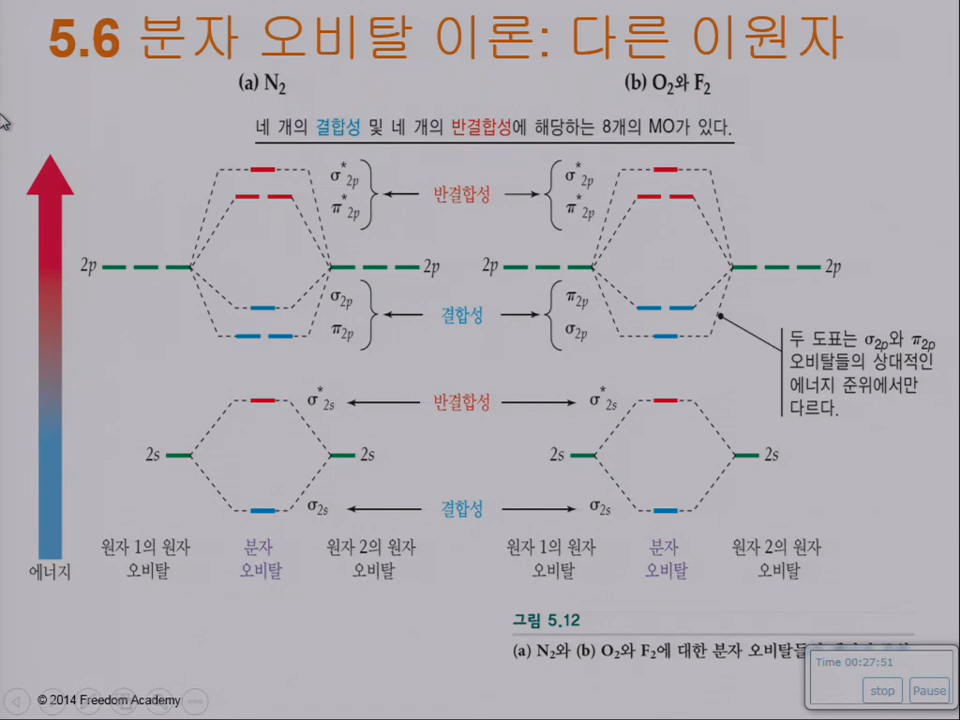 5.6 분자 오비탈 이론: 다른 이원자
(a) N₂ (b) O₂와 F₂
네 개의 결합성 및 네 개의 반결합성에 해당하는 8개의 MO가 있다.
σ*2p 반결합성 σ*2p
π*2p π*2p
2p 2p 2p 2p
σ2p 결합성 π2p
π2p σ2p
두 도표는 σ2p와 π2p
오비탈들의 상대적인
에너지 준위에서만
다르다.
σ*2s 반결합성 σ*2s
2s 2s 2s 2s
σ2s 결합성 σ2s
원자 1의 원자 분자 원자 2의 원자 원자 1의 원자 분자 원자 2의 원자
오비탈 오비탈 오비탈 오비탈 오비탈 오비탈
에너지
그림 5.12
(a) N₂와 (b) O₂와 F₂에 대한 분자 오비탈들
Time 00:27:51
stop Pause
© 2014 Freedom Academy